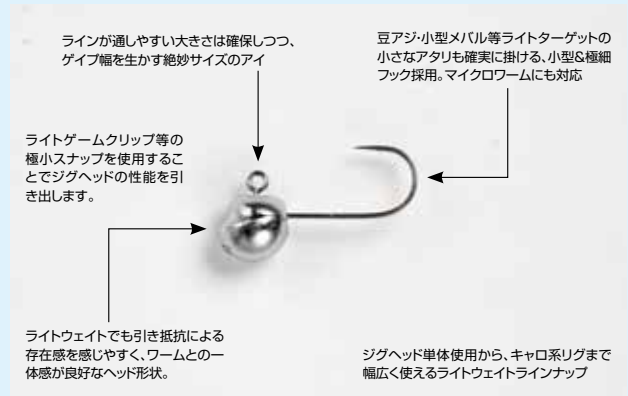 ラインが通しやすい大きさは確保しつつ、
ゲイプ幅を生かす絶妙サイズのアイ
豆アジ・小型メバル等ライトターゲットの
小さなアタリも確実に掛ける、小型&極細
フック採用。マイクロワームにも対応
ライトゲームクリップ等の
極小スナップを使用するこ
とでジグヘッドの性能を引
き出します。
ライトウェイトでも引き抵抗による
存在感を感じやすく、ワームとの一
体感が良好なヘッド形状。
ジグヘッド単体使用から、キャロ系リグまで
幅広く使えるライトウェイトラインナップ